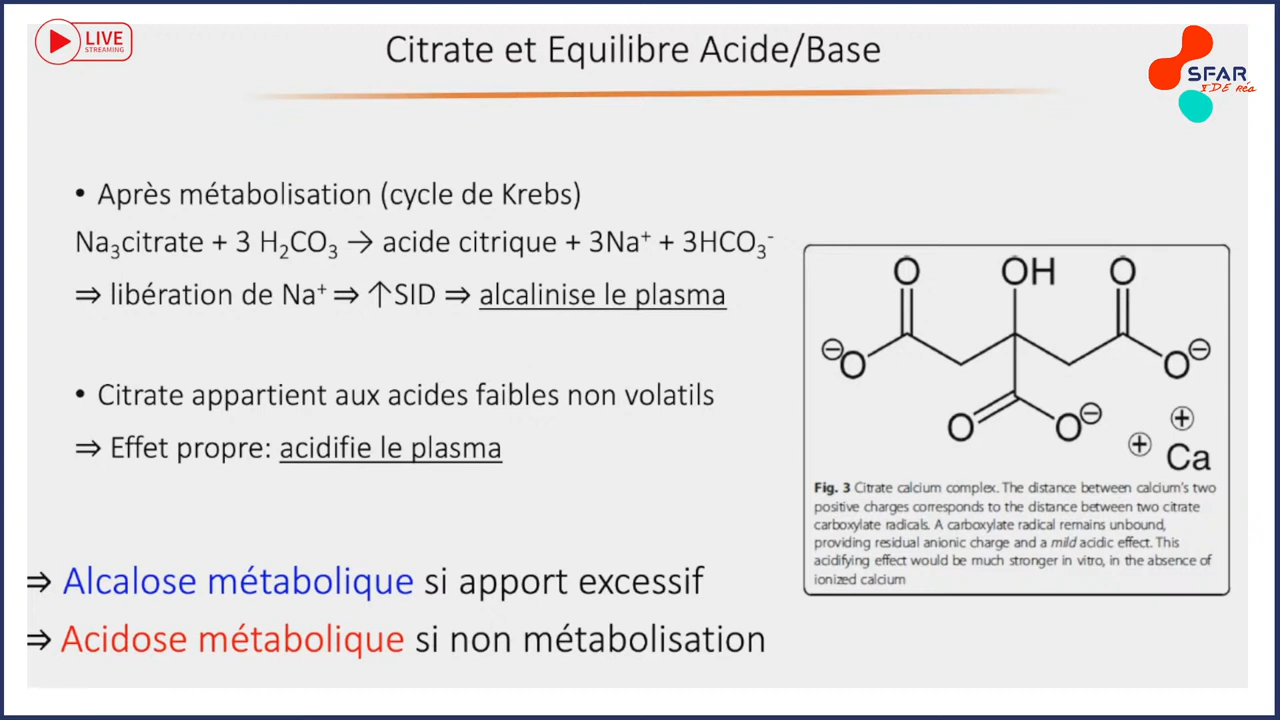 LIVE
STREAMING
Citrate et Equilibre Acide/Base
SFAR
IDE Réa
• Après métabolisation (cycle de Krebs)
Na₃citrate + 3 H₂CO₃ → acide citrique + 3Na⁺ + 3HCO₃⁻
⇒ libération de Na⁺ ⇒ ↑SID ⇒ alcalinise le plasma
• Citrate appartient aux acides faibles non volatils
⇒ Effet propre: acidifie le plasma
⇒ Alcalose métabolique si apport excessif
⇒ Acidose métabolique si non métabolisation
O OH O
⊖O O⊖
O O⊖
⊕ ⊕
Ca
Fig. 3 Citrate calcium complex. The distance between calcium's two
positive charges corresponds to the distance between two citrate
carboxylate radicals. A carboxylate radical remains unbound,
providing residual anionic charge and a mild acidic effect. This
acidifying effect would be much stronger in vitro, in the absence of
ionized calcium